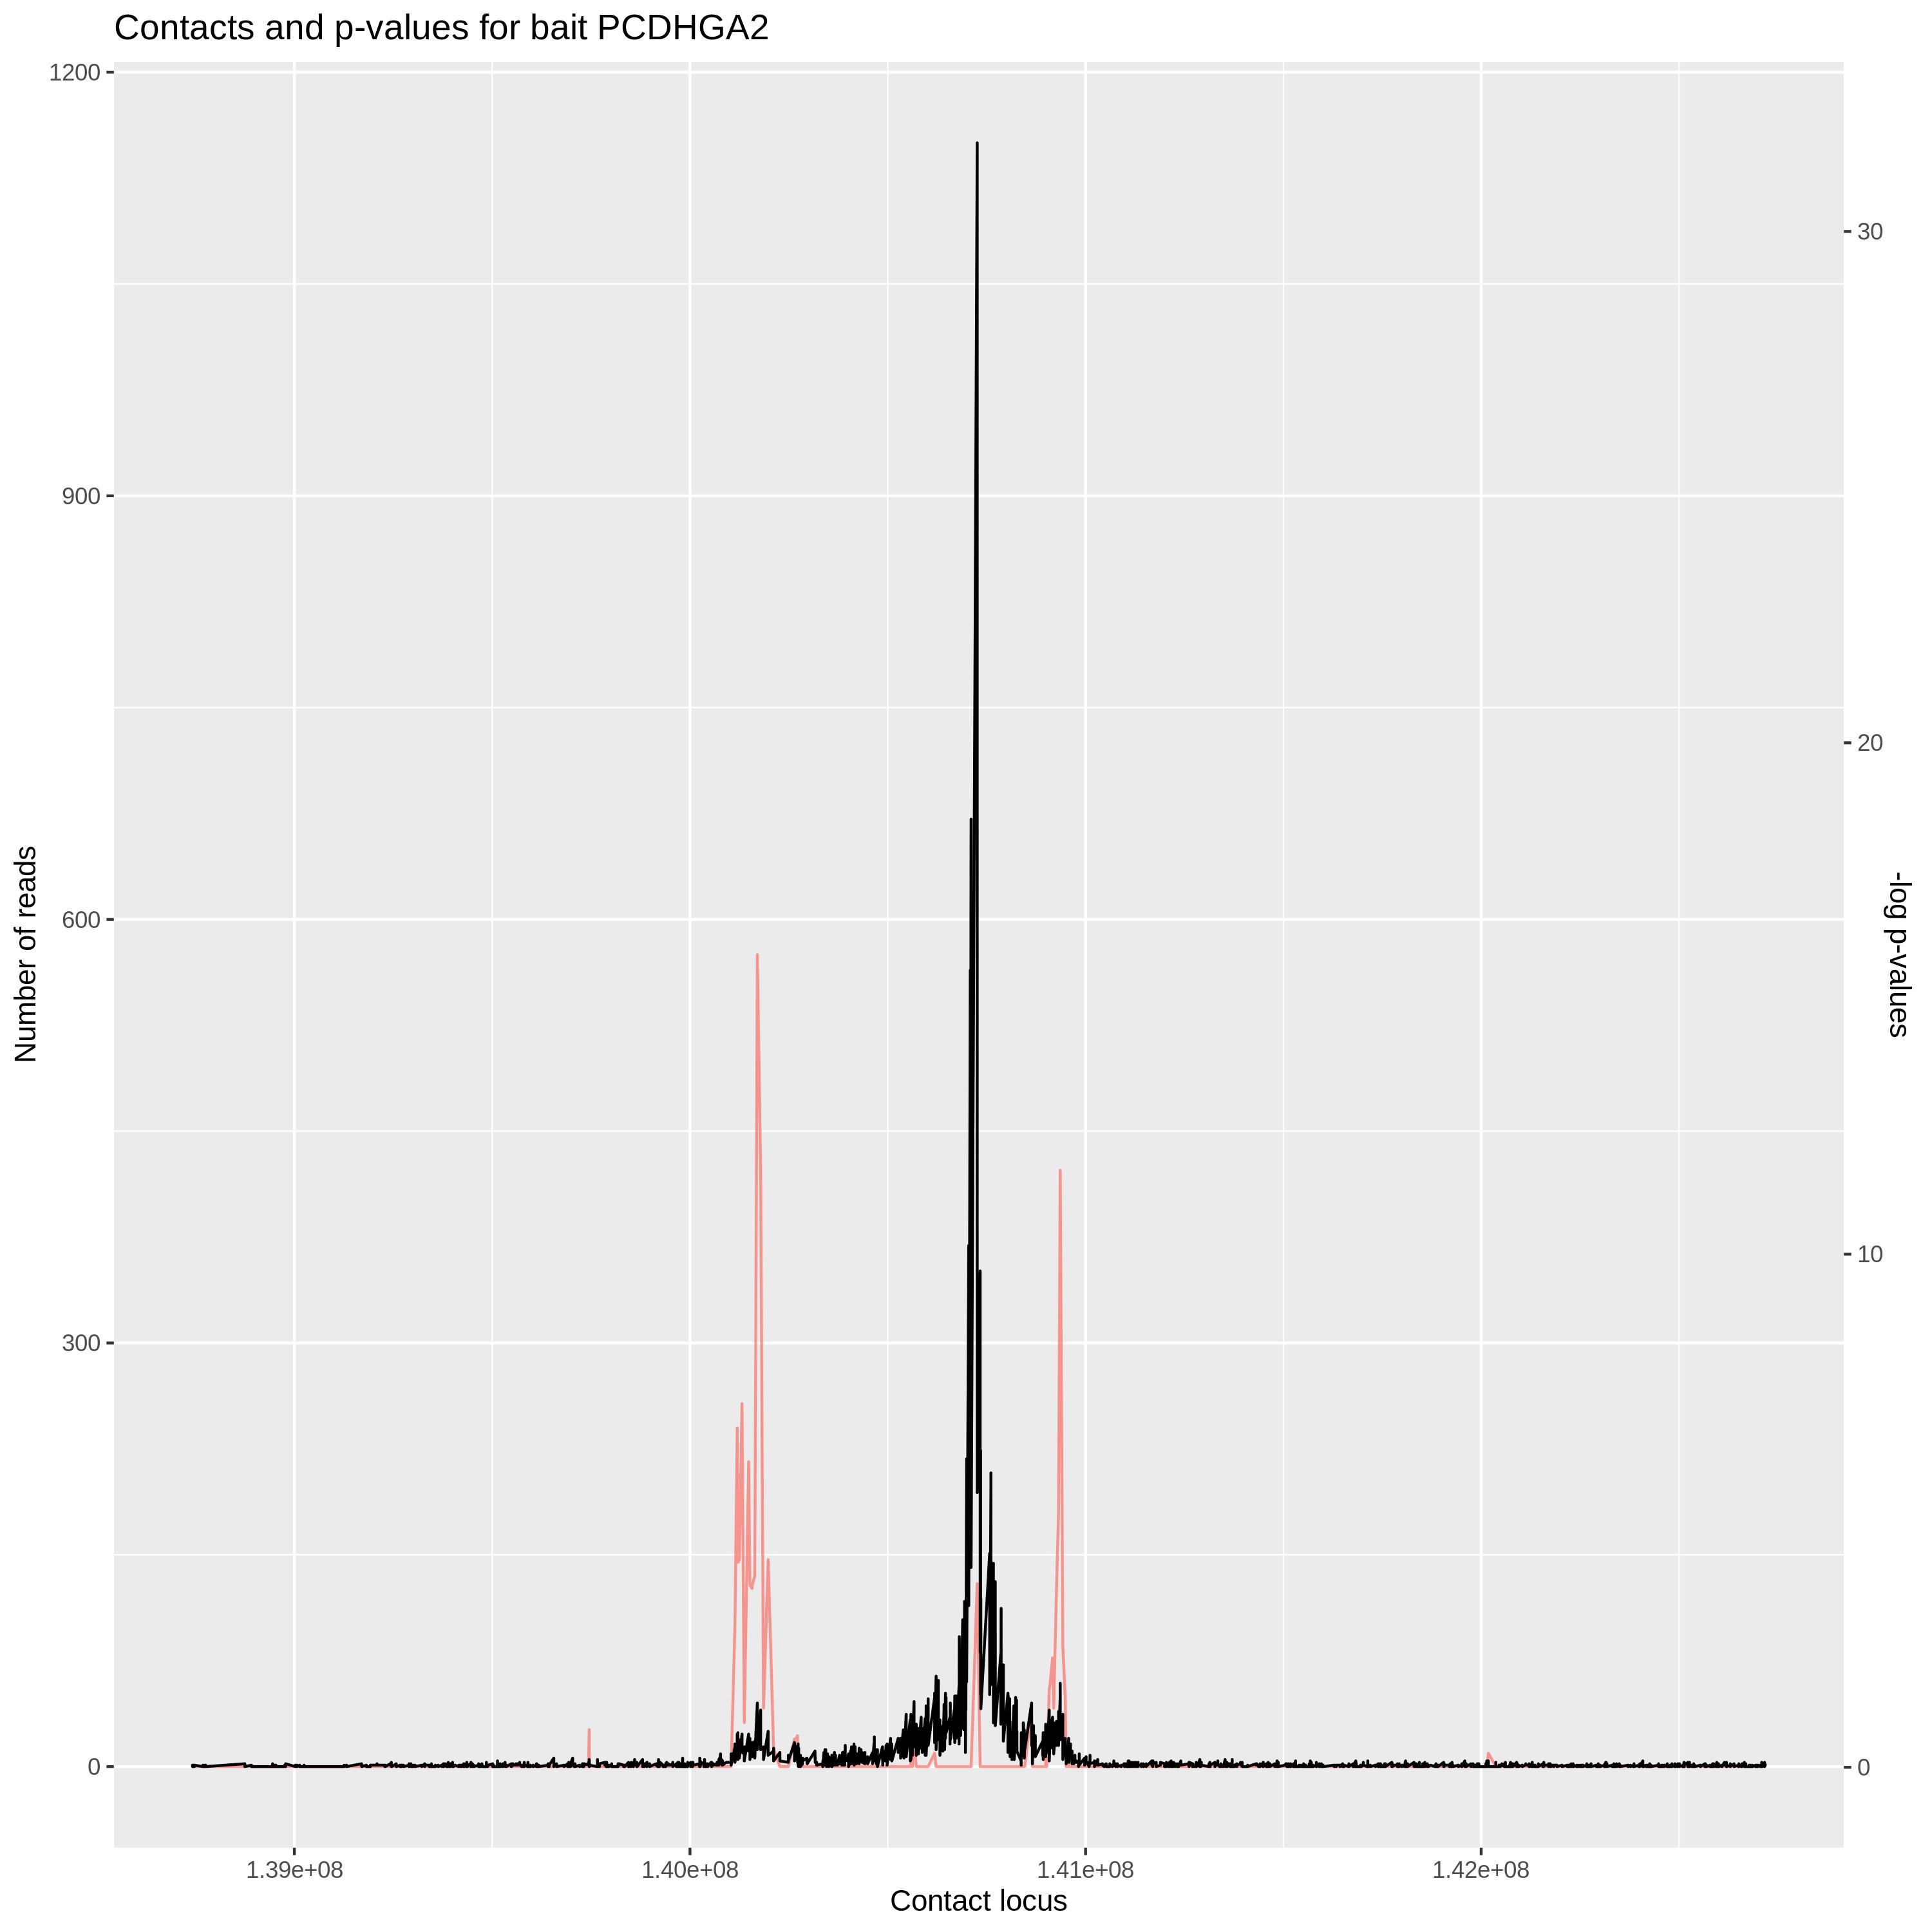 Contacts and p-values for bait PCDHGA2
1200
900
600
300
0
Number of reads
30
20
10
0
-log p-values
1.39e+08
1.40e+08
1.41e+08
1.42e+08
Contact locus